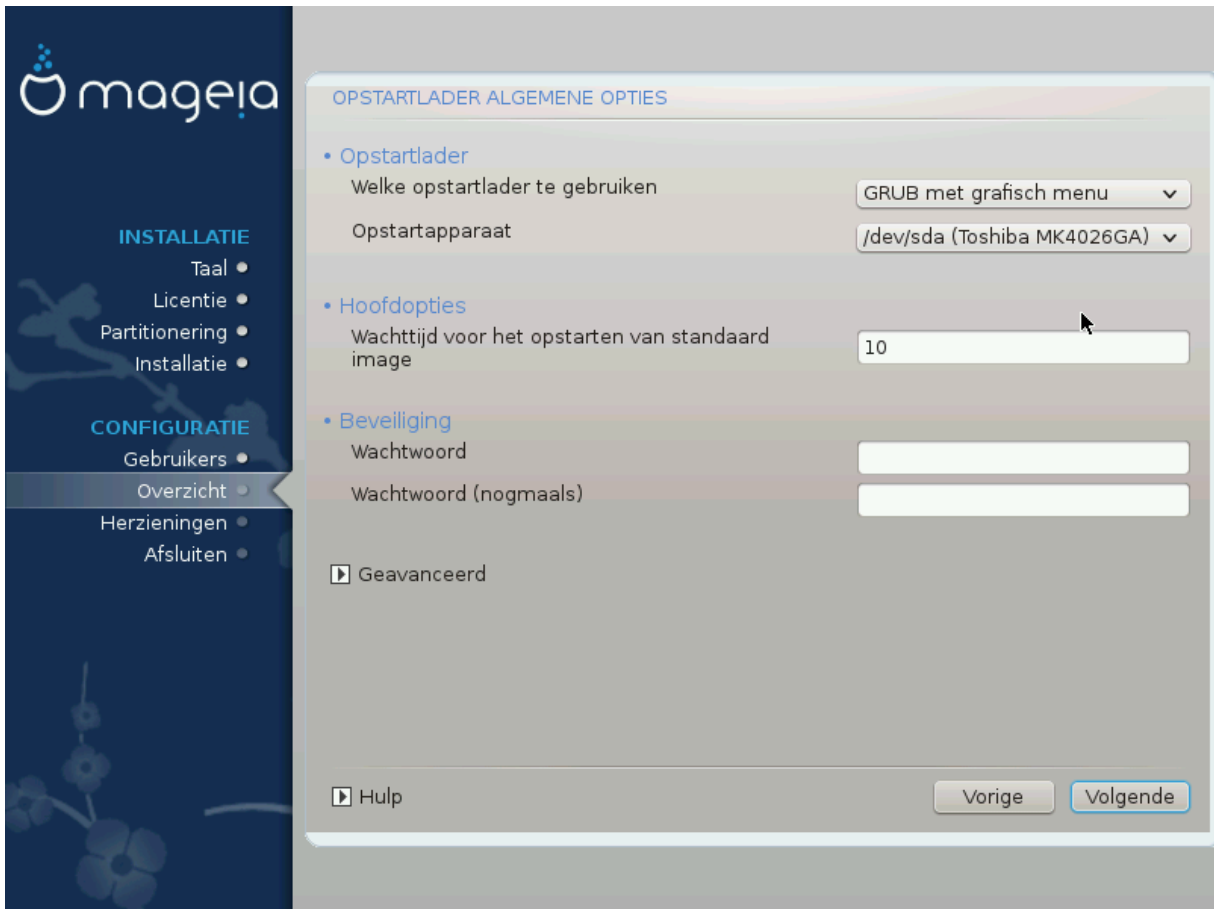 mageia
INSTALLATIE
Taal
Licentie
Partitionering
Installatie
CONFIGURATIE
Gebruikers
Overzicht
Herzieningen
Afsluiten
OPSTARTLADER ALGEMENE OPTIES
• Opstartlader
Welke opstartlader te gebruiken
GRUB met grafisch menu
Opstartapparaat
/dev/sda (Toshiba MK4026GA)
• Hoofdopties
Wachttijd voor het opstarten van standaard
image
10
• Beveiliging
Wachtwoord
Wachtwoord (nogmaals)
Geavanceerd
Hulp
Vorige
Volgende